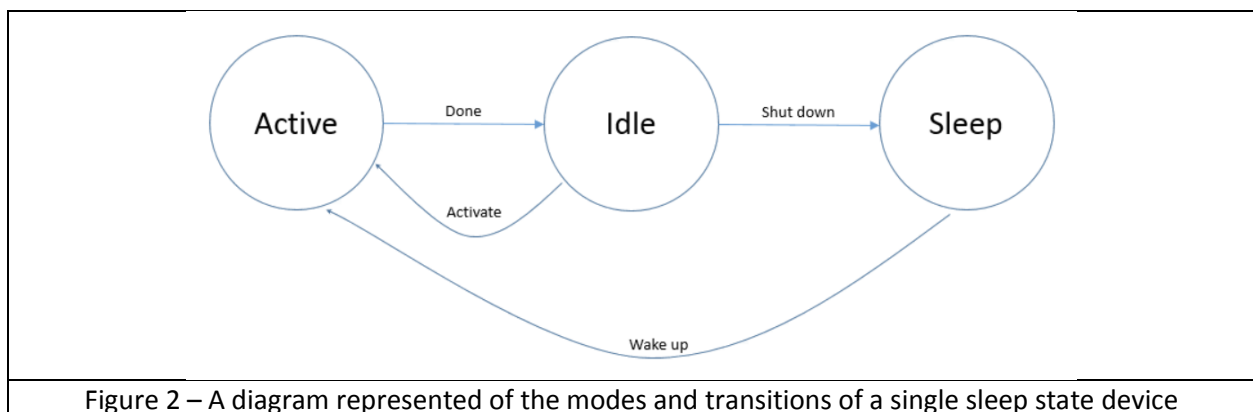 Active
Done
Idle
Shut down
Sleep
Activate
Wake up
Figure 2 – A diagram represented of the modes and transitions of a single sleep state device